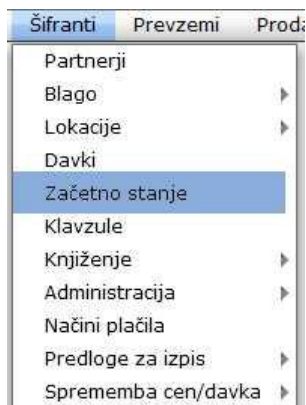 Šifranti Prevzemi Proda
Partnerji
Blago
Lokacije
Davki
Začetno stanje
Klavzule
Knjiženje
Administracija
Načini plačila
Predloge za izpis
Sprememba cen/davka